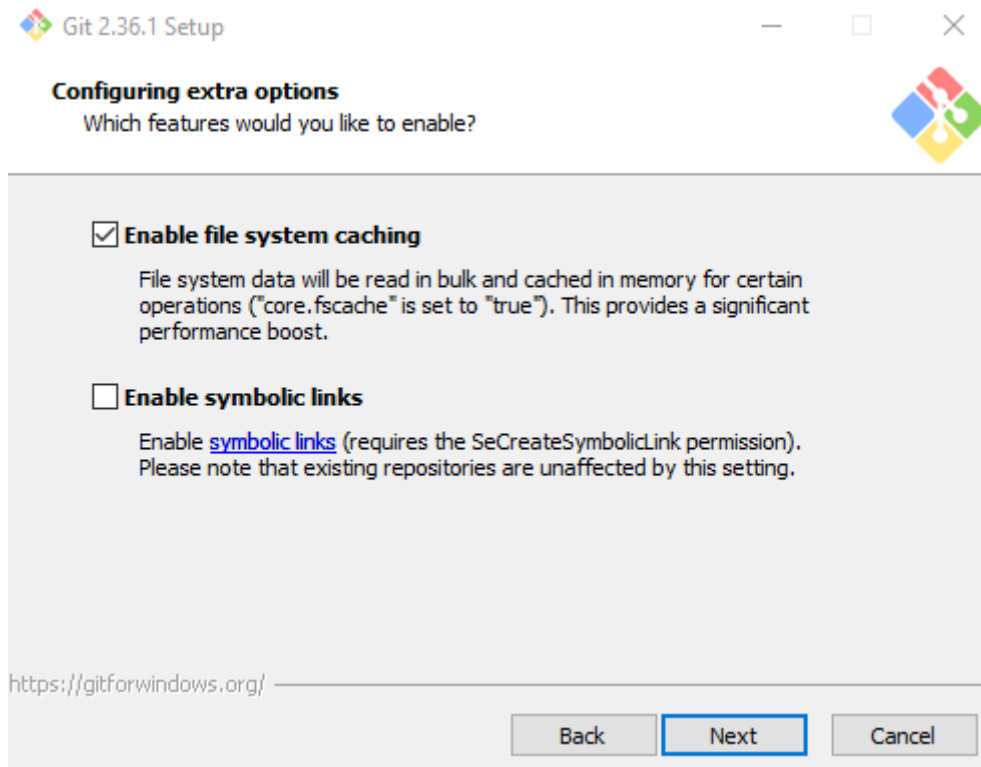 Git 2.36.1 Setup
Configuring extra options
Which features would you like to enable?
Enable file system caching
File system data will be read in bulk and cached in memory for certain
operations ("core.fscache" is set to "true"). This provides a significant
performance boost.
Enable symbolic links
Enable symbolic links (requires the SeCreateSymbolicLink permission).
Please note that existing repositories are unaffected by this setting.
https://gitforwindows.org/
Back Next Cancel